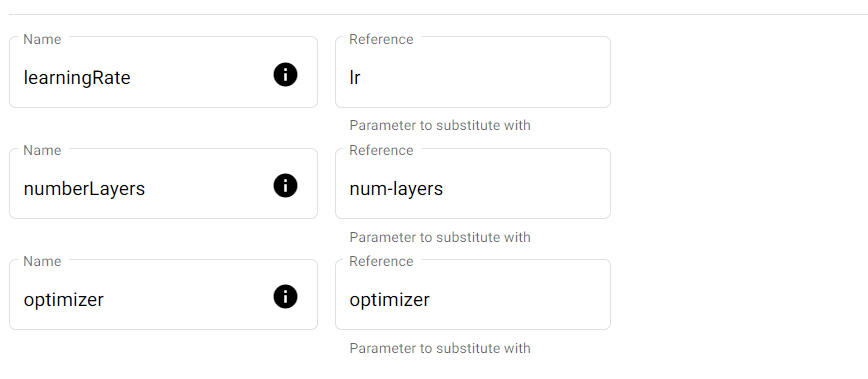 Name Reference
learningRate lr
Parameter to substitute with
Name Reference
numberLayers num-layers
Parameter to substitute with
Name Reference
optimizer optimizer
Parameter to substitute with